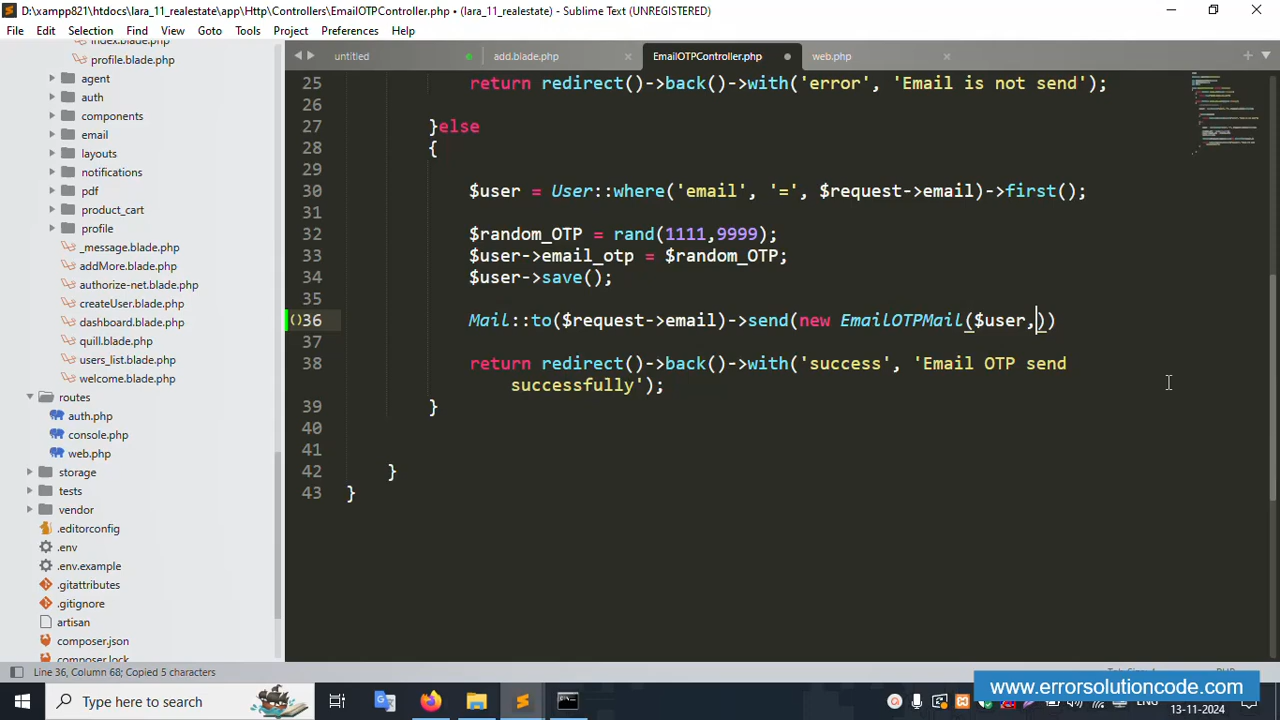 D:\xampp821\htdocs\lara_11_realestate\app\Http\Controllers\EmailOTPController.php • (lara_11_realestate) - Sublime Text (UNREGISTERED)
File Edit Selection Find View Goto Tools Project Preferences Help
untitled add.blade.php EmailOTPController.php web.php
index.blade.php
profile.blade.php
agent
auth
components
email
layouts
notifications
pdf
product_cart
profile
_message.blade.php
addMore.blade.php
authorize-net.blade.php
createUser.blade.php
dashboard.blade.php
quill.blade.php
users_list.blade.php
welcome.blade.php
routes
auth.php
console.php
web.php
storage
tests
vendor
.editorconfig
.env
.env.example
.gitattributes
.gitignore
artisan
composer.json
composer.lock
25 return redirect()->back()->with('error', 'Email is not send');
26
27 }else
28 {
29
30 $user = User::where('email', '=', $request->email)->first();
31
32 $random_OTP = rand(1111,9999);
33 $user->email_otp = $random_OTP;
34 $user->save();
35
36 Mail::to($request->email)->send(new EmailOTPMail($user,))
37
38 return redirect()->back()->with('success', 'Email OTP send
successfully');
39 }
40
41
42 }
43 }
Line 36, Column 68; Copied 5 characters
Type here to search
www.errorsolutioncode.com
13-11-2024